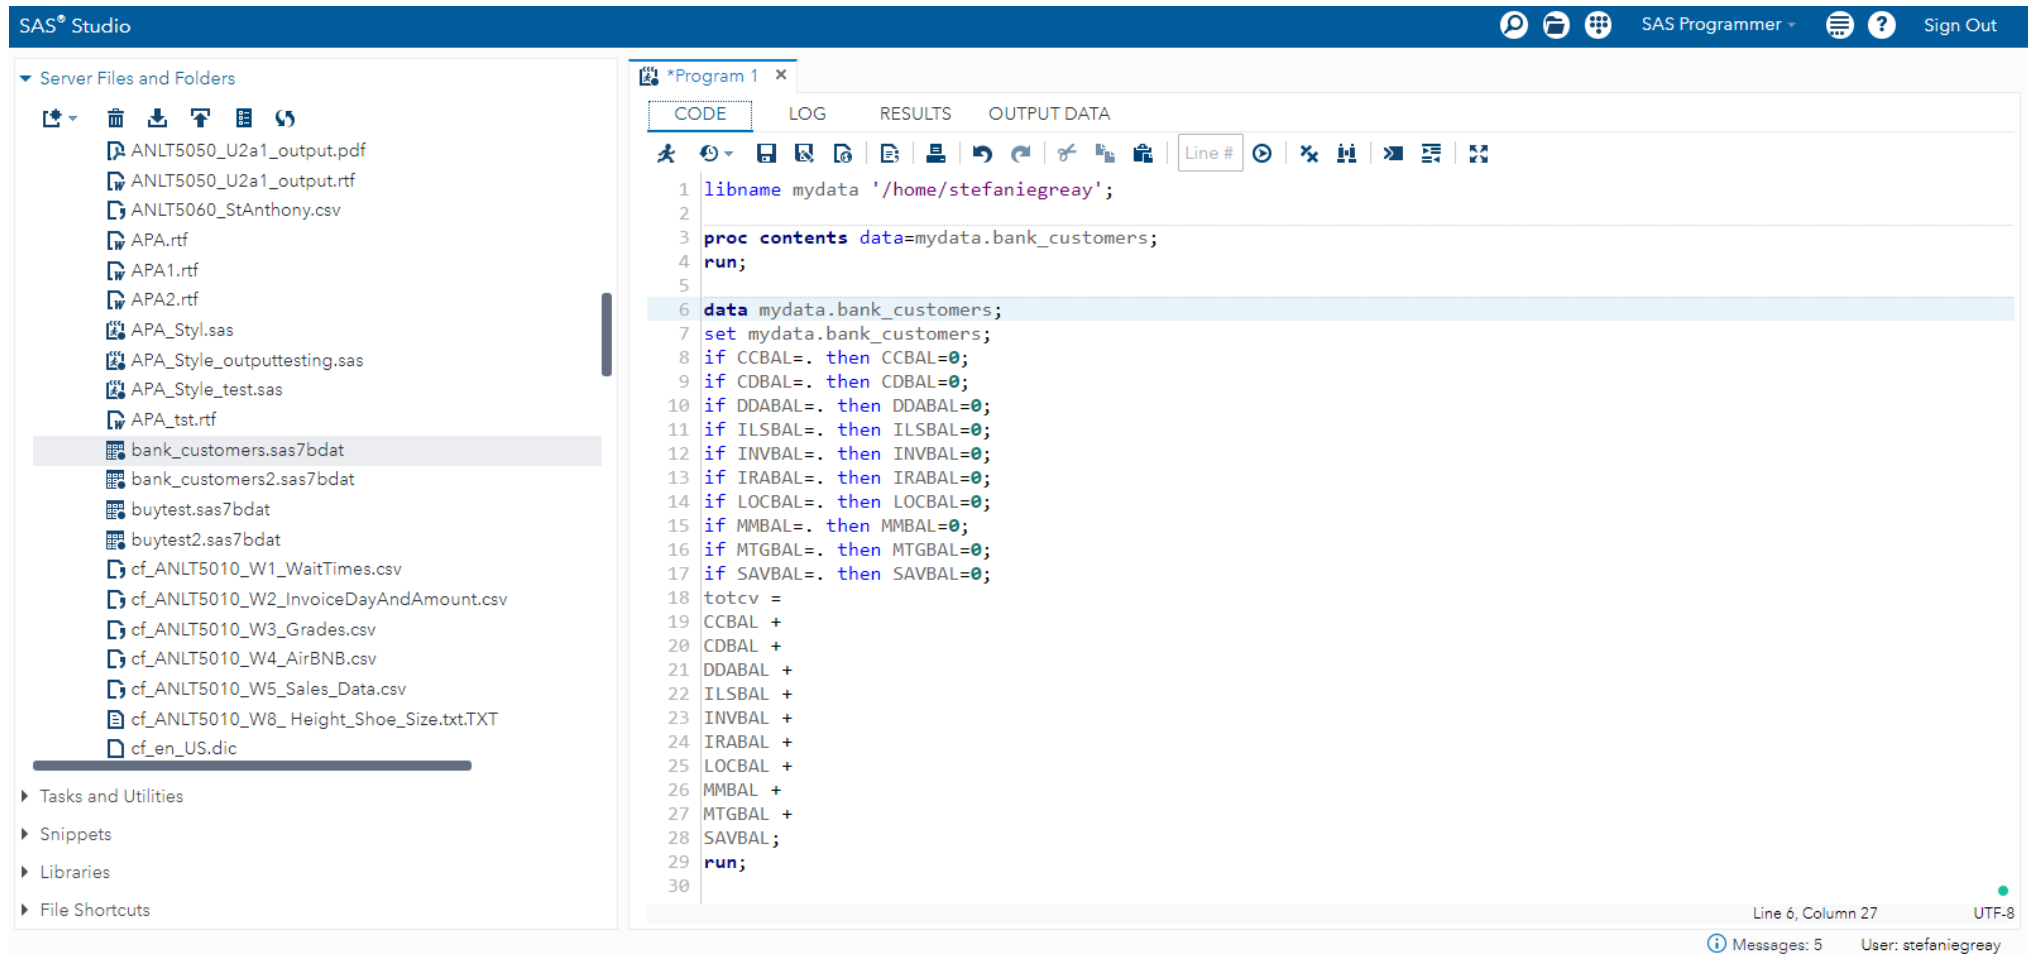 SAS® Studio
SAS Programmer
Sign Out
Server Files and Folders
ANLT5050_U2a1_output.pdf
ANLT5050_U2a1_output.rtf
ANLT5060_StAnthony.csv
APA.rtf
APA1.rtf
APA2.rtf
APA_Styl.sas
APA_Style_outputtesting.sas
APA_Style_test.sas
APA_tst.rtf
bank_customers.sas7bdat
bank_customers2.sas7bdat
buytest.sas7bdat
buytest2.sas7bdat
cf_ANLT5010_W1_WaitTimes.csv
cf_ANLT5010_W2_InvoiceDayAndAmount.csv
cf_ANLT5010_W3_Grades.csv
cf_ANLT5010_W4_AirBNB.csv
cf_ANLT5010_W5_Sales_Data.csv
cf_ANLT5010_W8_ Height_Shoe_Size.txt.TXT
cf_en_US.dic
Tasks and Utilities
Snippets
Libraries
File Shortcuts
*Program 1
CODE LOG RESULTS OUTPUT DATA
Line #
1 libname mydata '/home/stefaniegreay';
2
3 proc contents data=mydata.bank_customers;
4 run;
5
6 data mydata.bank_customers;
7 set mydata.bank_customers;
8 if CCBAL=. then CCBAL=0;
9 if CDBAL=. then CDBAL=0;
10 if DDABAL=. then DDABAL=0;
11 if ILSBAL=. then ILSBAL=0;
12 if INVBAL=. then INVBAL=0;
13 if IRABAL=. then IRABAL=0;
14 if LOCBAL=. then LOCBAL=0;
15 if MMBAL=. then MMBAL=0;
16 if MTGBAL=. then MTGBAL=0;
17 if SAVBAL=. then SAVBAL=0;
18 totcv =
19 CCBAL +
20 CDBAL +
21 DDABAL +
22 ILSBAL +
23 INVBAL +
24 IRABAL +
25 LOCBAL +
26 MMBAL +
27 MTGBAL +
28 SAVBAL;
29 run;
30
Line 6, Column 27
UTF-8
Messages: 5
User: stefaniegreay